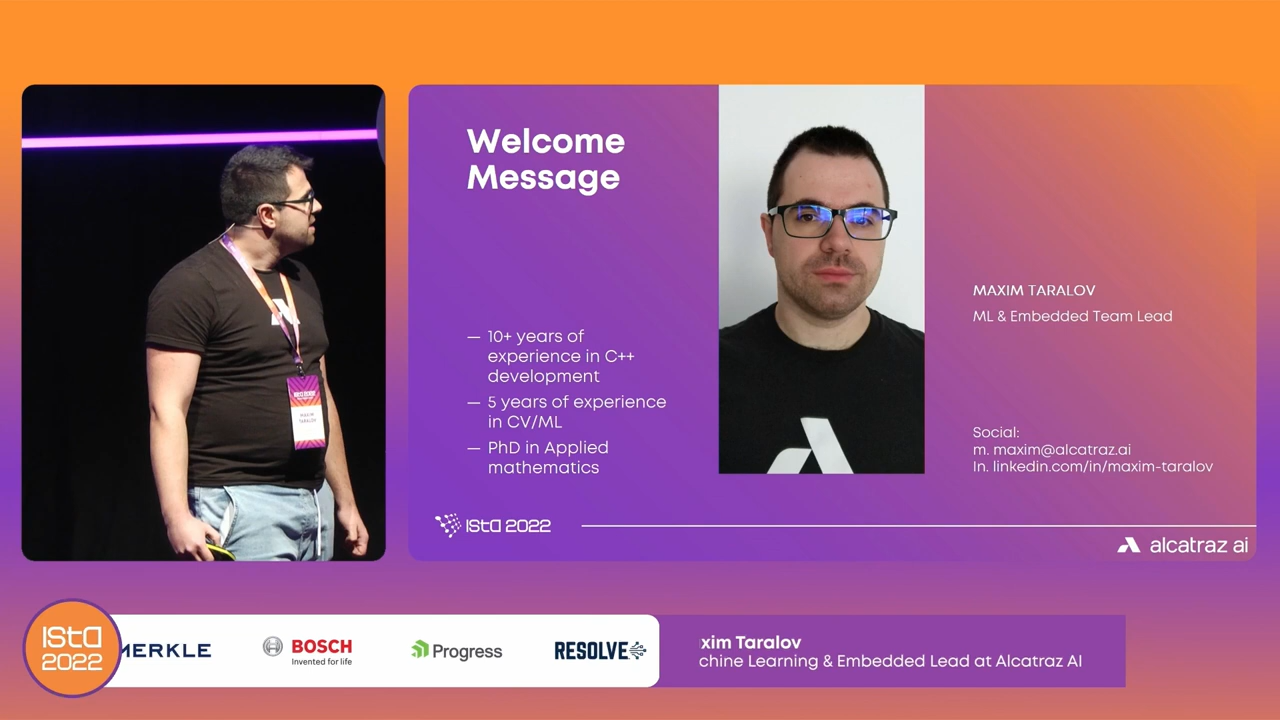 Welcome
Message
— 10+ years of
experience in C++
development
— 5 years of experience
in CV/ML
— PhD in Applied
mathematics
MAXIM TARALOV
ML & Embedded Team Lead
Social:
m. maxim@alcatraz.ai
In. linkedin.com/in/maxim-taralov
ISTA 2022
alcatraz ai
MAXIM
TARALOV
ISTA
2022
MERKLE
BOSCH
Invented for life
Progress
RESOLVE
xim Taralov
chine Learning & Embedded Lead at Alcatraz AI